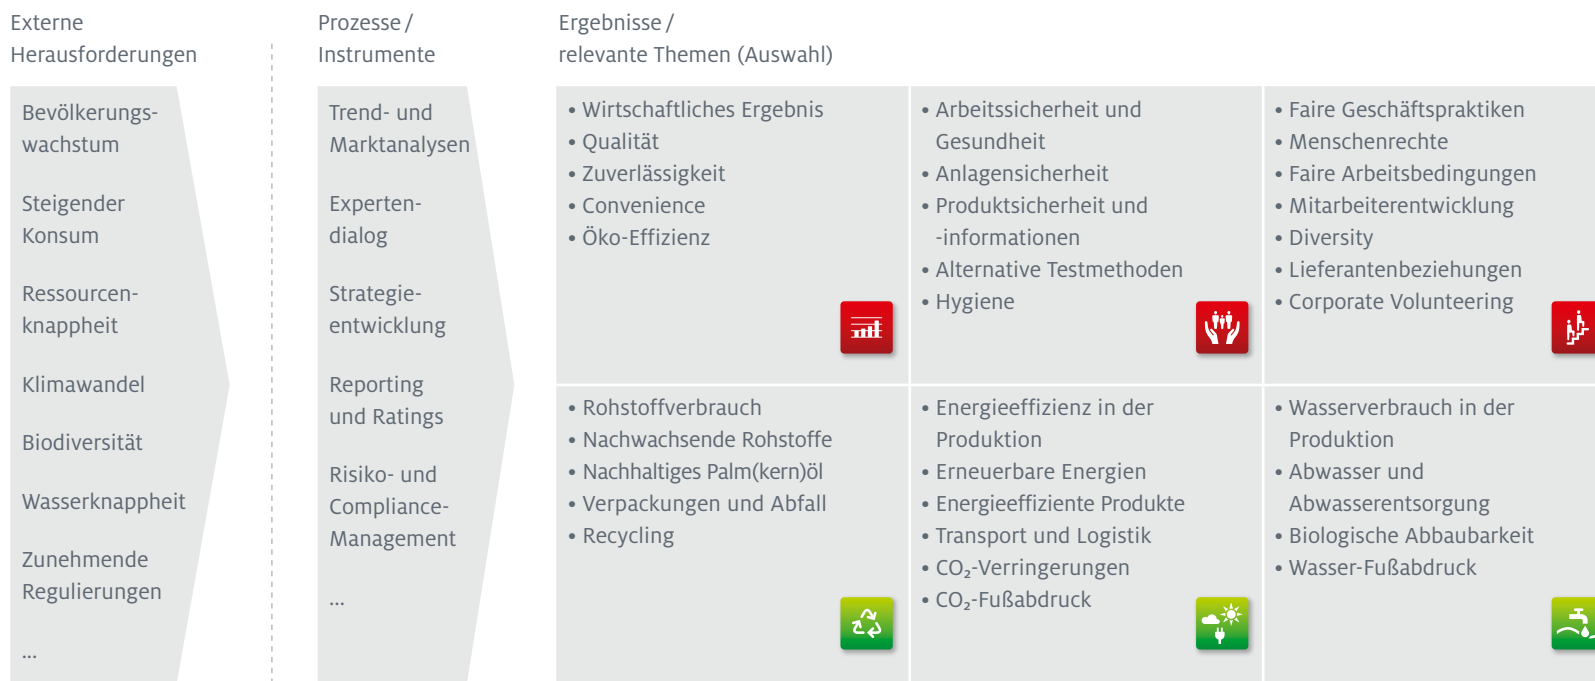 Externe
Herausforderungen
Prozesse /
Instrumente
Ergebnisse /
relevante Themen (Auswahl)
Bevölkerungs-
wachstum
Steigender
Konsum
Ressourcen-
knappheit
Klimawandel
Biodiversität
Wasserknappheit
Zunehmende
Regulierungen
...
Trend- und
Marktanalysen
Experten-
dialog
Strategie-
entwicklung
Reporting
und Ratings
Risiko- und
Compliance-
Management
...
• Wirtschaftliches Ergebnis
• Qualität
• Zuverlässigkeit
• Convenience
• Öko-Effizienz
• Arbeitssicherheit und
Gesundheit
• Anlagensicherheit
• Produktsicherheit und
-informationen
• Alternative Testmethoden
• Hygiene
• Faire Geschäftspraktiken
• Menschenrechte
• Faire Arbeitsbedingungen
• Mitarbeiterentwicklung
• Diversity
• Lieferantenbeziehungen
• Corporate Volunteering
• Rohstoffverbrauch
• Nachwachsende Rohstoffe
• Nachhaltiges Palm(kern)öl
• Verpackungen und Abfall
• Recycling
• Energieeffizienz in der
Produktion
• Erneuerbare Energien
• Energieeffiziente Produkte
• Transport und Logistik
• CO₂-Verringerungen
• CO₂-Fußabdruck
• Wasserverbrauch in der
Produktion
• Abwasser und
Abwasserentsorgung
• Biologische Abbaubarkeit
• Wasser-Fußabdruck